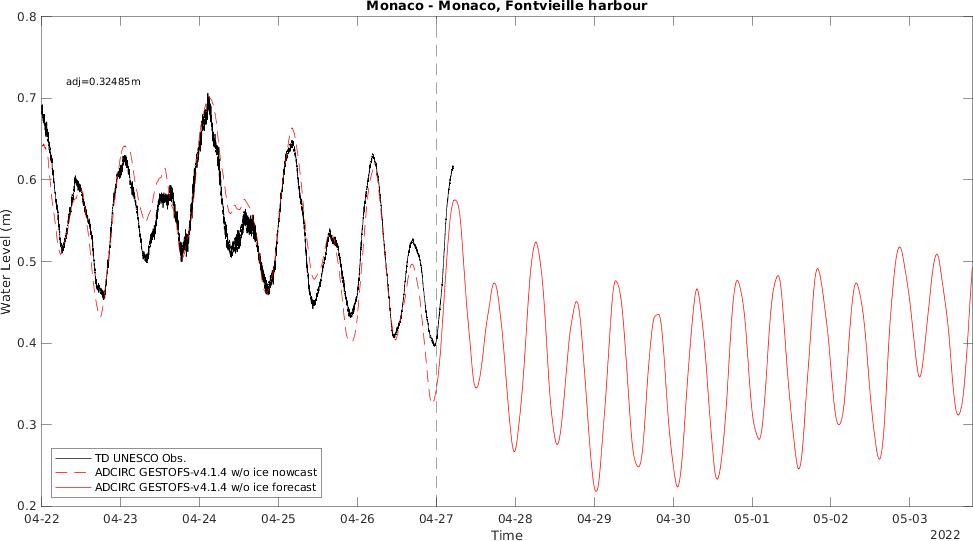 Monaco - Monaco, Fontvieille harbour
0.8
adj=0.32485m
0.7
0.6
0.5
0.4
0.3
0.2
Water Level (m)
TD UNESCO Obs.
ADCIRC GESTOFS-v4.1.4 w/o ice nowcast
ADCIRC GESTOFS-v4.1.4 w/o ice forecast
04-22 04-23 04-24 04-25 04-26 04-27 04-28 04-29 04-30 05-01 05-02 05-03
Time
2022